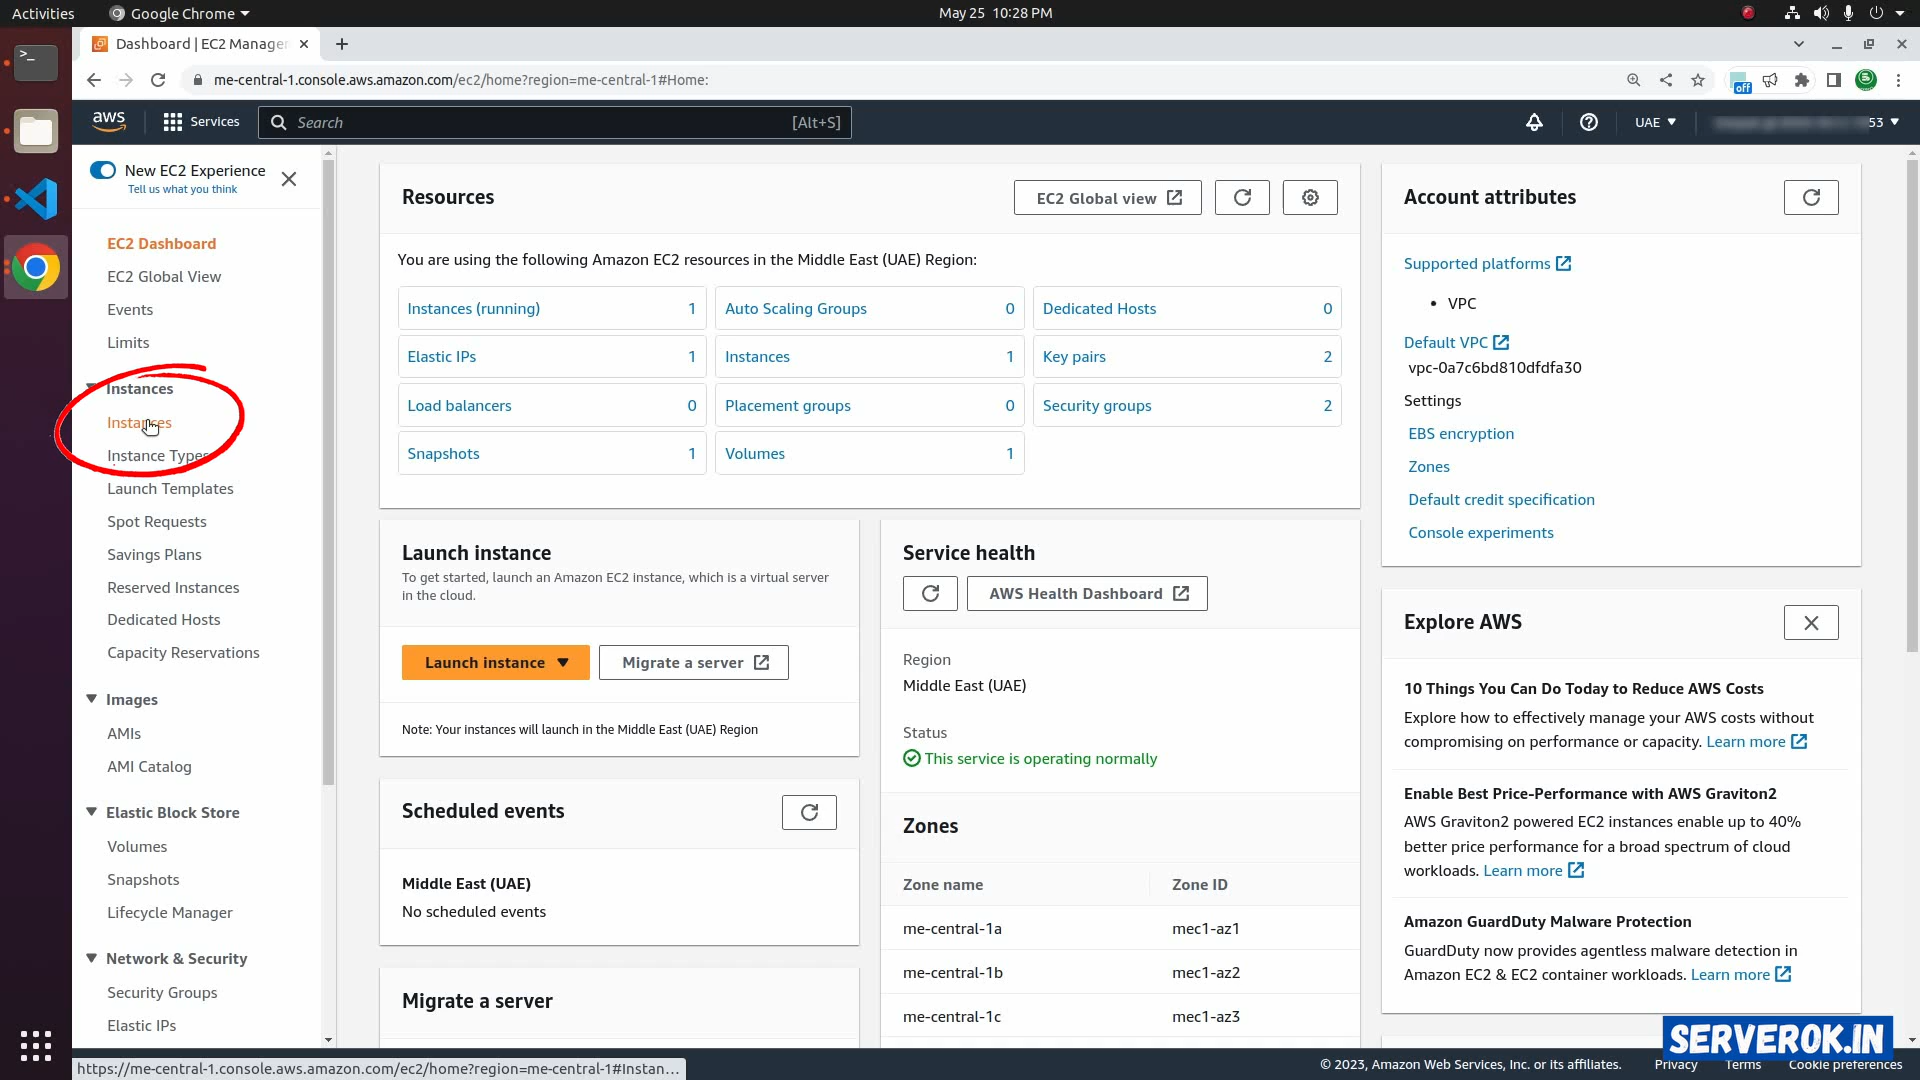 Activities
Google Chrome
May 25 10:28 PM
Dashboard | EC2 Manage
me-central-1.console.aws.amazon.com/ec2/home?region=me-central-1#Home:
off
aws
Services
Search
[Alt+S]
UAE
53
New EC2 Experience
Tell us what you think
EC2 Dashboard
EC2 Global View
Events
Limits
Instances
Instances
Instance Types
Launch Templates
Spot Requests
Savings Plans
Reserved Instances
Dedicated Hosts
Capacity Reservations
Images
AMIs
AMI Catalog
Elastic Block Store
Volumes
Snapshots
Lifecycle Manager
Network & Security
Security Groups
Elastic IPs
https://me-central-1.console.aws.amazon.com/ec2/home?region=me-central-1#Instan...
Resources
EC2 Global view
You are using the following Amazon EC2 resources in the Middle East (UAE) Region:
Instances (running) 1
Auto Scaling Groups 0
Dedicated Hosts 0
Elastic IPs 1
Instances 1
Key pairs 2
Load balancers 0
Placement groups 0
Security groups 2
Snapshots 1
Volumes 1
Launch instance
To get started, launch an Amazon EC2 instance, which is a virtual server
in the cloud.
Launch instance
Migrate a server
Note: Your instances will launch in the Middle East (UAE) Region
Scheduled events
Middle East (UAE)
No scheduled events
Migrate a server
Service health
AWS Health Dashboard
Region
Middle East (UAE)
Status
This service is operating normally
Zones
Zone name Zone ID
me-central-1a mec1-az1
me-central-1b mec1-az2
me-central-1c mec1-az3
Account attributes
Supported platforms
• VPC
Default VPC
vpc-0a7c6bd810dfdfa30
Settings
EBS encryption
Zones
Default credit specification
Console experiments
Explore AWS
10 Things You Can Do Today to Reduce AWS Costs
Explore how to effectively manage your AWS costs without
compromising on performance or capacity. Learn more
Enable Best Price-Performance with AWS Graviton2
AWS Graviton2 powered EC2 instances enable up to 40%
better price performance for a broad spectrum of cloud
workloads. Learn more
Amazon GuardDuty Malware Protection
GuardDuty now provides agentless malware detection in
Amazon EC2 & EC2 container workloads. Learn more
SERVEROK.IN
© 2023, Amazon Web Services, Inc. or its affiliates.
Privacy
Terms
Cookie preferences